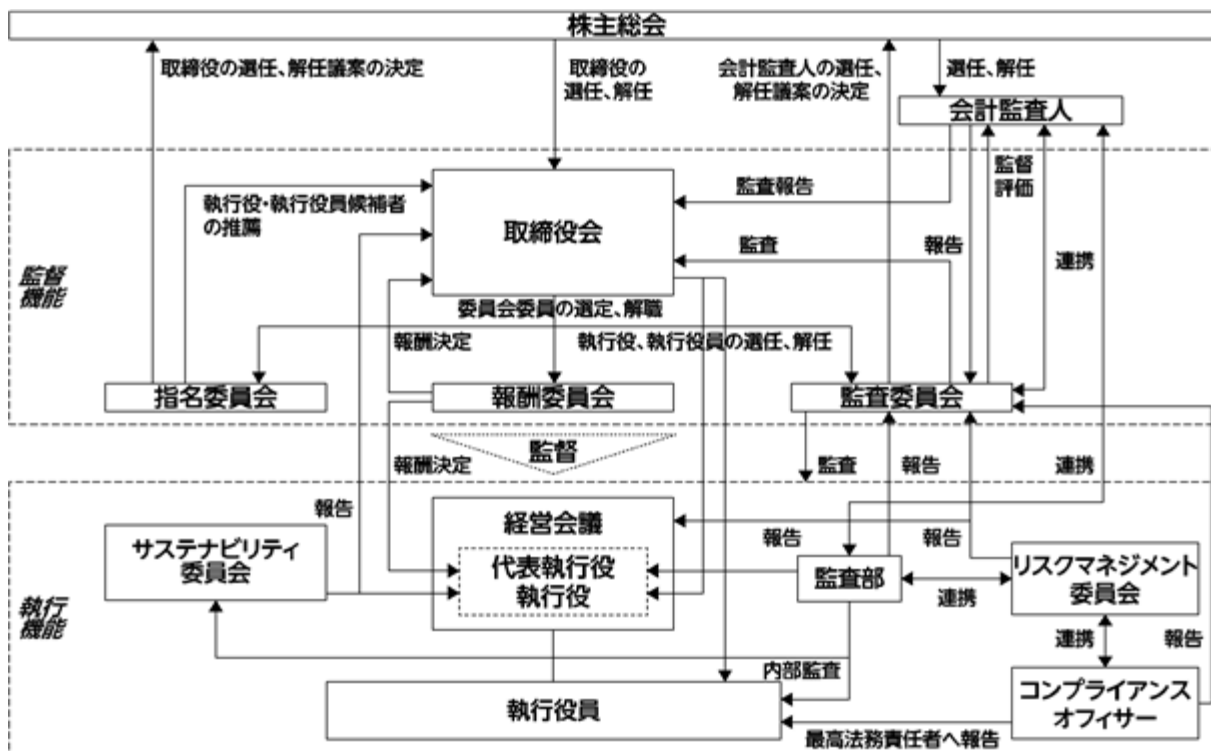 株主総会
取締役の選任、解任議案の決定
取締役の
選任、解任
会計監査人の選任、
解任議案の決定
選任、解任
会計監査人
監督
評価
監査報告
執行役・執行役員候補者
の推薦
取締役会
監査
報告
連携
監督
機能
委員会委員の選定、解職
報酬決定
執行役、執行役員の選任、解任
指名委員会
報酬委員会
監査委員会
監督
報酬決定
監査
報告
連携
報告
経営会議
サステナビリティ
委員会
代表執行役
執行役
報告
監査部
報告
連携
リスクマネジメント
委員会
執行
機能
連携
報告
内部監査
執行役員
コンプライアンス
オフィサー
最高法務責任者へ報告